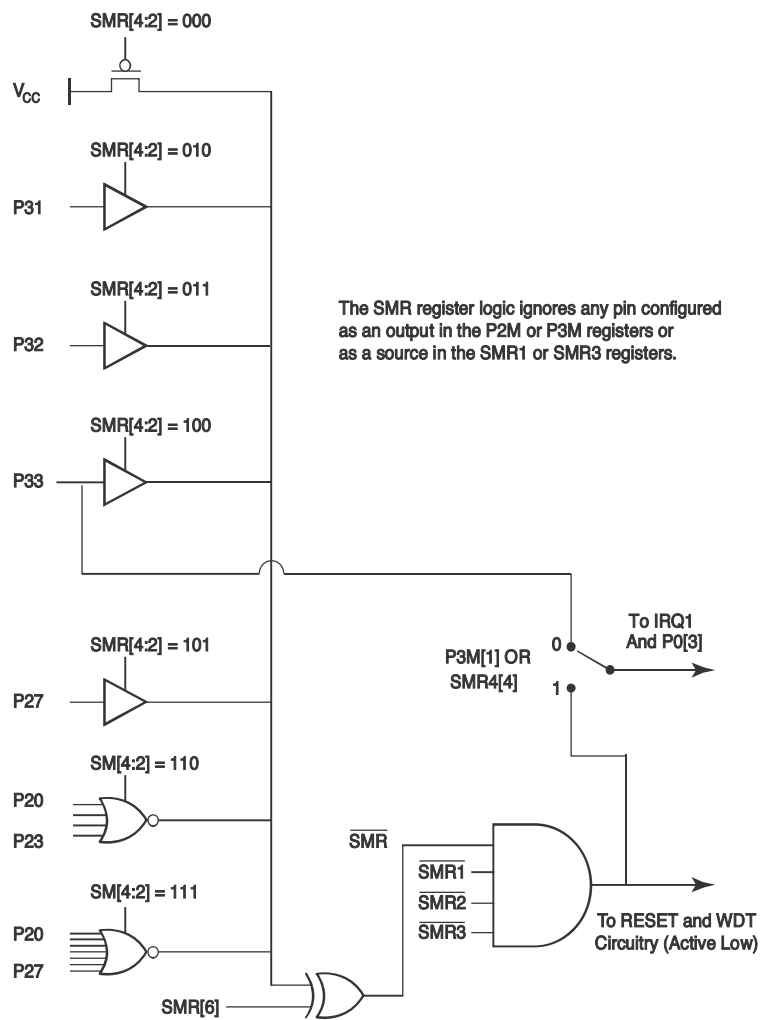 SMR[4:2] = 000
VCC
SMR[4:2] = 010
P31
SMR[4:2] = 011
P32
The SMR register logic ignores any pin configured
as an output in the P2M or P3M registers or
as a source in the SMR1 or SMR3 registers.
SMR[4:2] = 100
P33
To IRQ1
And P0[3]
0
P3M[1] OR
SMR4[4]
1
SMR[4:2] = 101
P27
SM[4:2] = 110
P20
P23
SMR
SMR1
SMR2
SMR3
To RESET and WDT
Circuitry (Active Low)
SM[4:2] = 111
P20
P27
SMR[6]